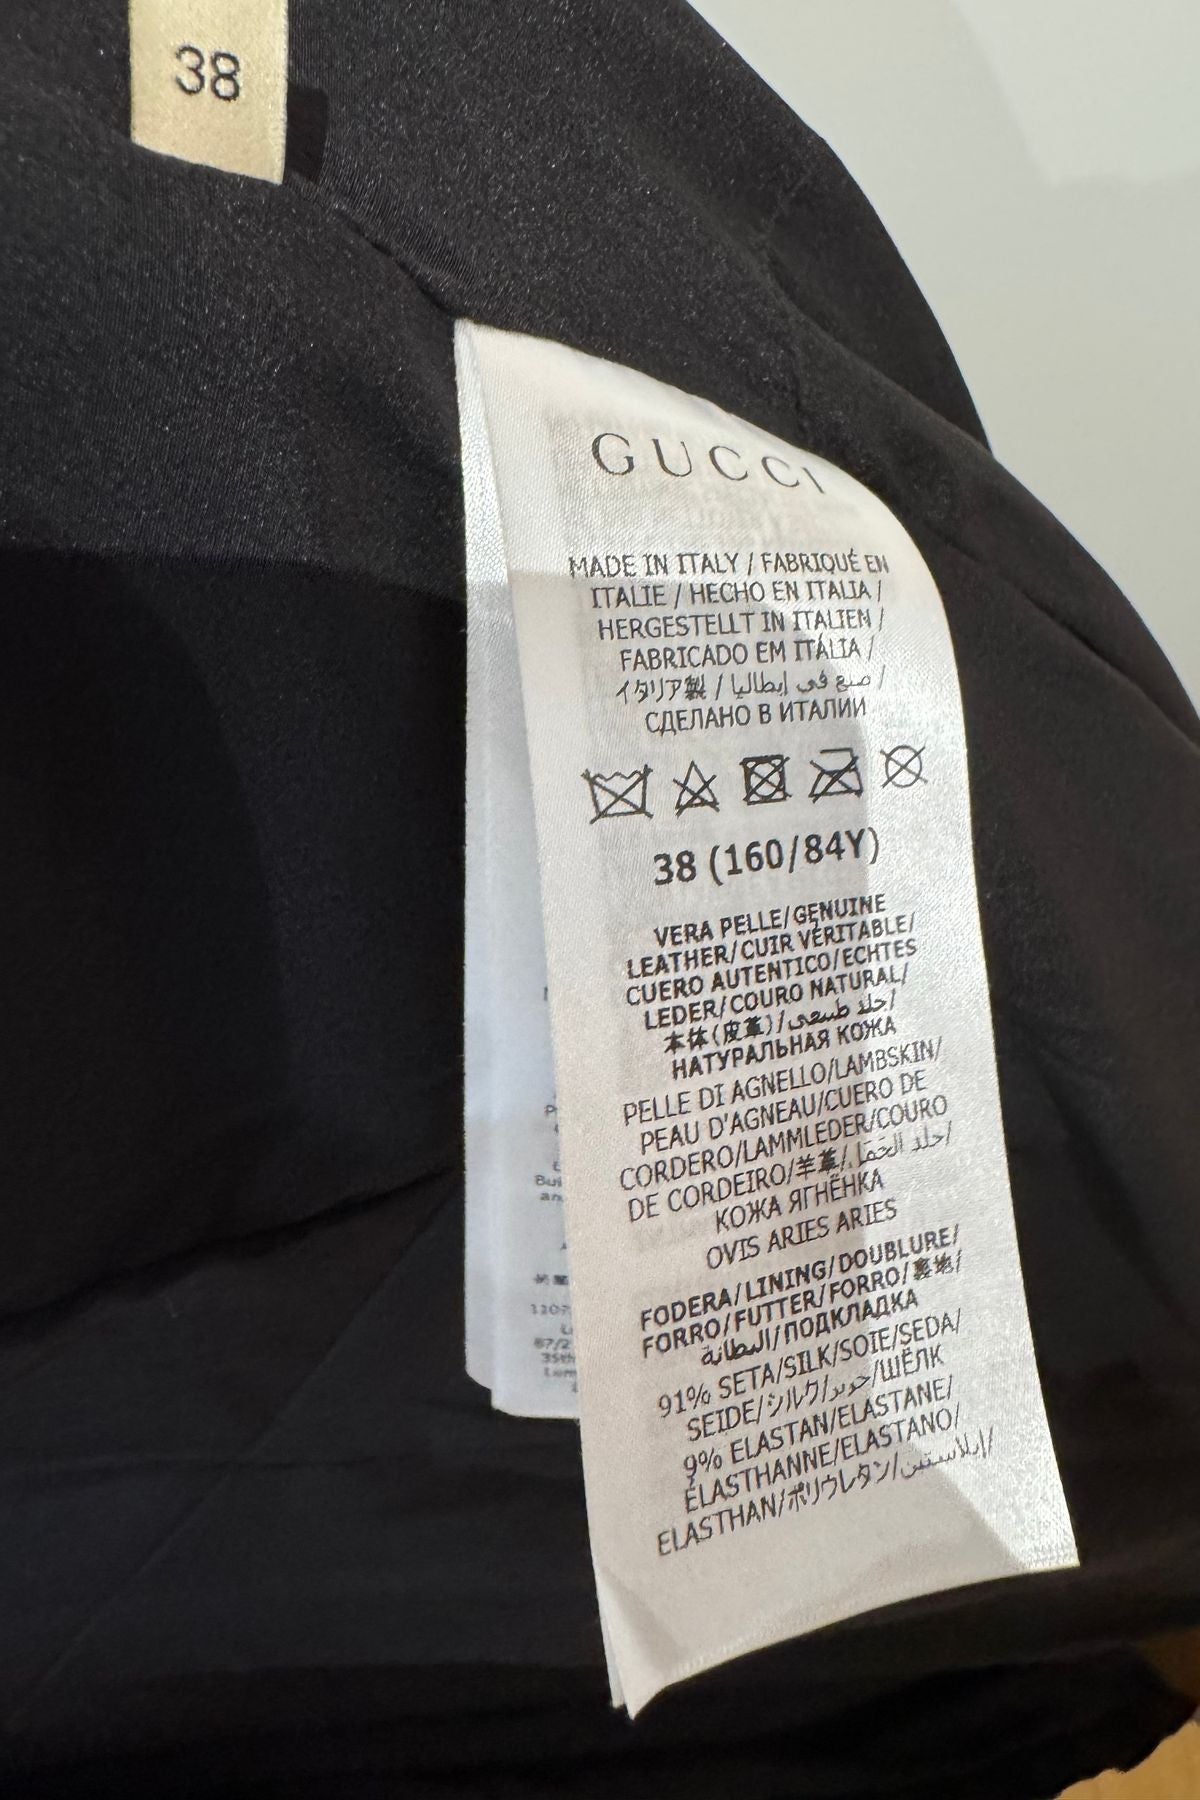 38
GUCCI
MADE IN ITALY / FABRIQUÉ EN
ITALIE / HECHO EN ITALIA /
HERGESTELLT IN ITALIEN /
FABRICADO EM ITÁLIA /
イタリア製 / صنع في إيطاليا /
СДЕЛАНО В ИТАЛИИ
38 (160/84Y)
VERA PELLE/GENUINE
LEATHER/CUIR VÉRITABLE/
CUERO AUTENTICO/ECHTES
LEDER/COURO NATURAL/
本体(皮革)/جلد طبيعي/
НАТУРАЛЬНАЯ КОЖА
PELLE DI AGNELLO/LAMBSKIN/
PEAU D'AGNEAU/CUERO DE
CORDERO/LAMMLEDER/COURO
DE CORDEIRO/羊革/جلد الحَمَل/
КОЖА ЯГНЁНКА
OVIS ARIES ARIES
FODERA/LINING/DOUBLURE/
FORRO/FUTTER/FORRO/裏地/
البطانة/ПОДКЛАДКА
91% SETA/SILK/SOIE/SEDA/
SEIDE/シルク/حرير/ШЁЛК
9% ELASTAN/ELASTANE/
ÉLASTHANNE/ELASTANO/
ELASTHAN/ポリウレタン/إيلاستين/